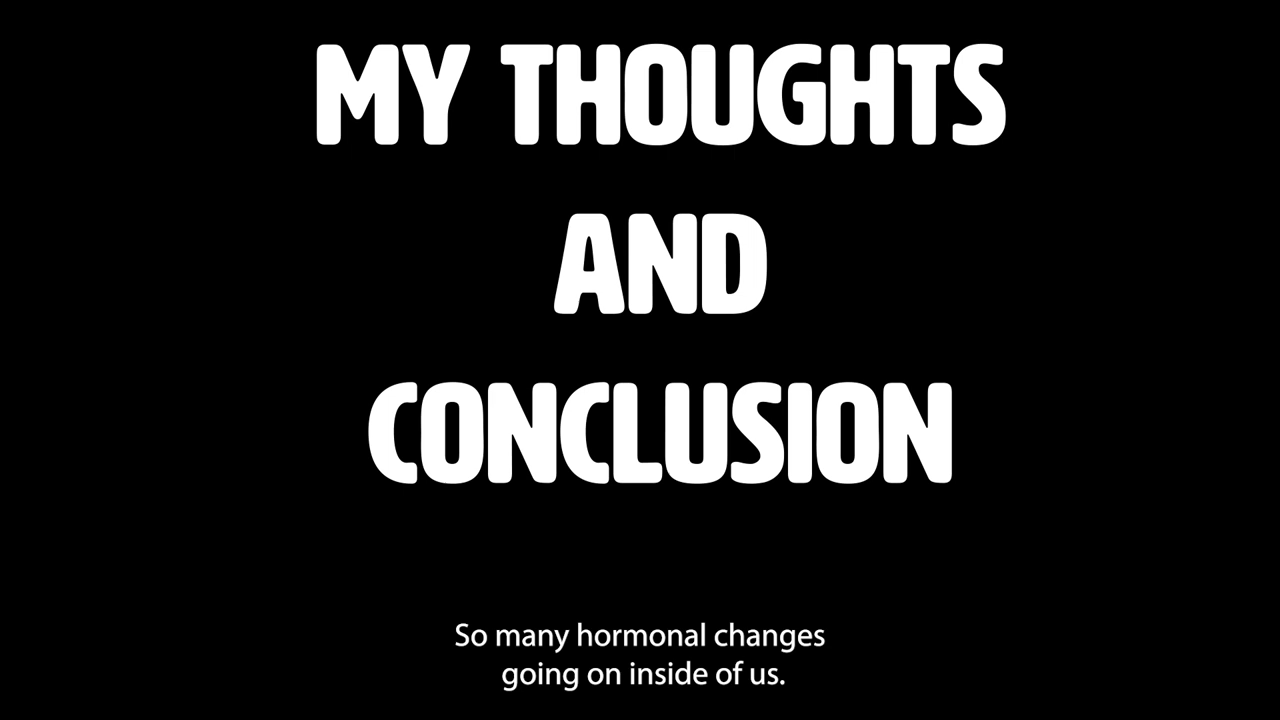 MY THOUGHTS
AND
CONCLUSION
So many hormonal changes
going on inside of us.